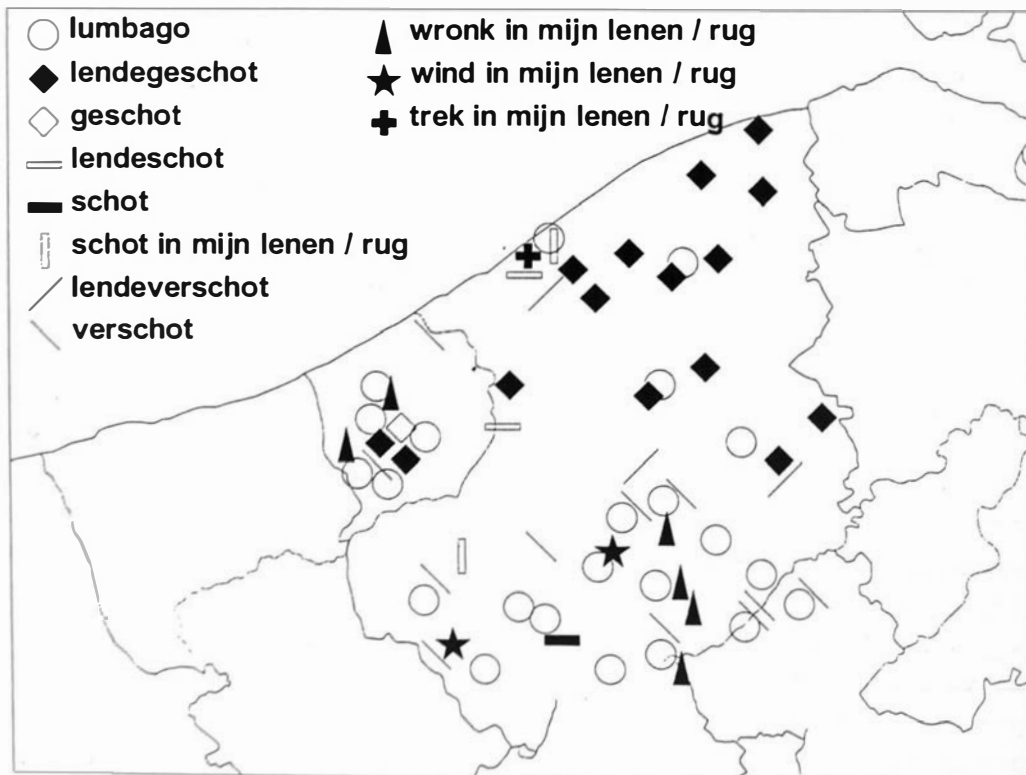 lumbago
lendegeschot
geschot
lendeschot
schot
schot in mijn lenen / rug
lendeverschot
verschot
wronk in mijn lenen / rug
wind in mijn lenen / rug
trek in mijn lenen / rug